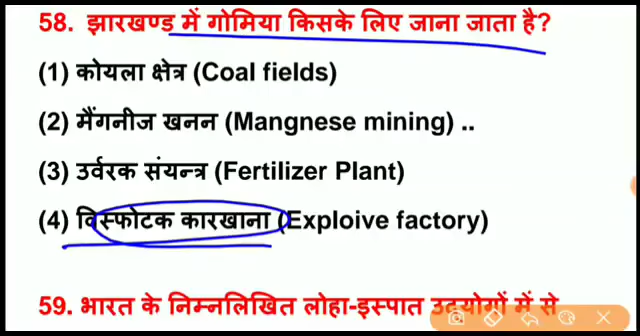 58. झारखण्ड में गोमिया किसके लिए जाना जाता है?
(1) कोयला क्षेत्र (Coal fields)
(2) मैंगनीज खनन (Mangnese mining) ..
(3) उर्वरक संयन्त्र (Fertilizer Plant)
(4) विस्फोटक कारखाना (Exploive factory)
59. भारत के निम्नलिखित लोहा-इस्पात उद्योगों में से